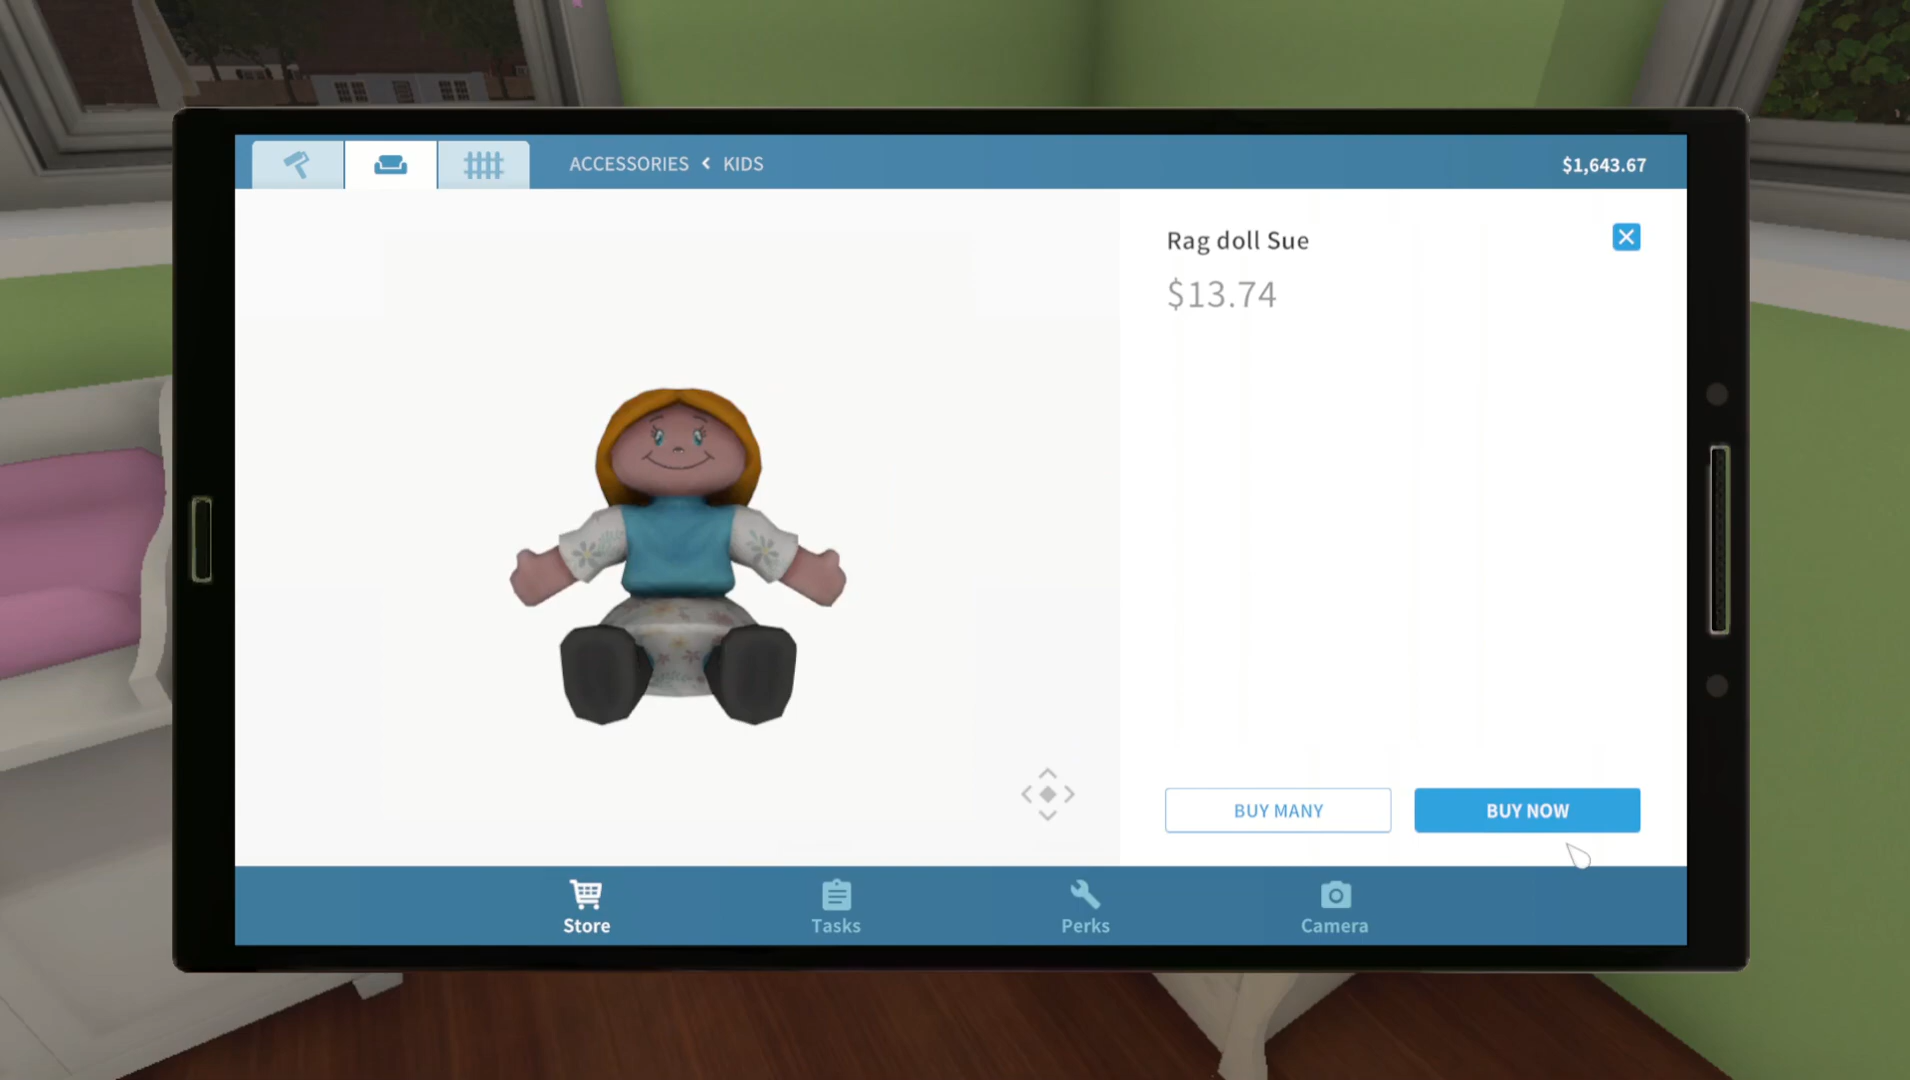 ACCESSORIES < KIDS
$1,643.67
Rag doll Sue
$13.74
BUY MANY
BUY NOW
Store
Tasks
Perks
Camera